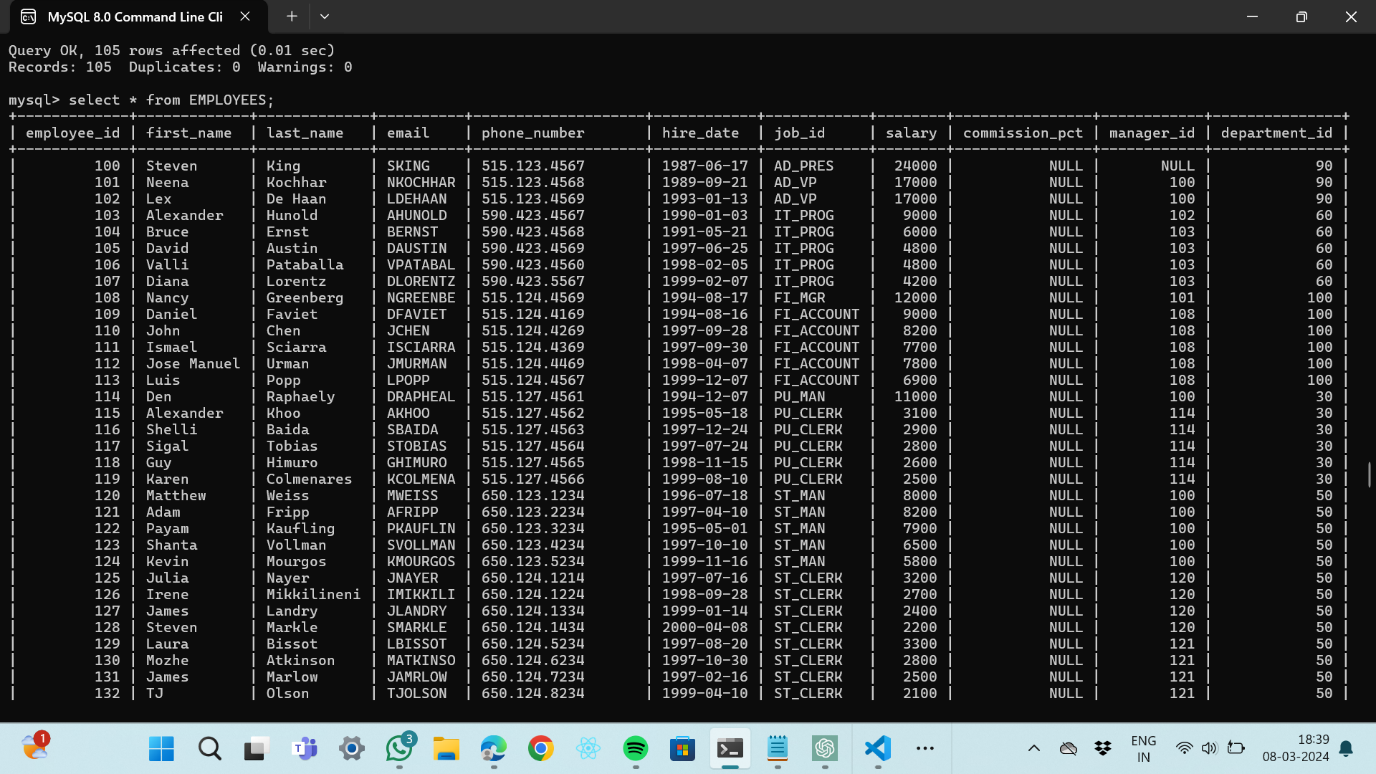 MySQL 8.0 Command Line Cli
Query OK, 105 rows affected (0.01 sec)
Records: 105  Duplicates: 0  Warnings: 0
mysql> select * from EMPLOYEES;
| employee_id | first_name | last_name | email | phone_number | hire_date | job_id | salary | commission_pct | manager_id | department_id |
| 100 | Steven | King | SKING | 515.123.4567 | 1987-06-17 | AD_PRES | 24000 | NULL | NULL | 90 |
| 101 | Neena | Kochhar | NKOCHHAR | 515.123.4568 | 1989-09-21 | AD_VP | 17000 | NULL | 100 | 90 |
| 102 | Lex | De Haan | LDEHAAN | 515.123.4569 | 1993-01-13 | AD_VP | 17000 | NULL | 100 | 90 |
| 103 | Alexander | Hunold | AHUNOLD | 590.423.4567 | 1990-01-03 | IT_PROG | 9000 | NULL | 102 | 60 |
| 104 | Bruce | Ernst | BERNST | 590.423.4568 | 1991-05-21 | IT_PROG | 6000 | NULL | 103 | 60 |
| 105 | David | Austin | DAUSTIN | 590.423.4569 | 1997-06-25 | IT_PROG | 4800 | NULL | 103 | 60 |
| 106 | Valli | Pataballa | VPATABAL | 590.423.4560 | 1998-02-05 | IT_PROG | 4800 | NULL | 103 | 60 |
| 107 | Diana | Lorentz | DLORENTZ | 590.423.5567 | 1999-02-07 | IT_PROG | 4200 | NULL | 103 | 60 |
| 108 | Nancy | Greenberg | NGREENBE | 515.124.4569 | 1994-08-17 | FI_MGR | 12000 | NULL | 101 | 100 |
| 109 | Daniel | Faviet | DFAVIET | 515.124.4169 | 1994-08-16 | FI_ACCOUNT | 9000 | NULL | 108 | 100 |
| 110 | John | Chen | JCHEN | 515.124.4269 | 1997-09-28 | FI_ACCOUNT | 8200 | NULL | 108 | 100 |
| 111 | Ismael | Sciarra | ISCIARRA | 515.124.4369 | 1997-09-30 | FI_ACCOUNT | 7700 | NULL | 108 | 100 |
| 112 | Jose Manuel | Urman | JMURMAN | 515.124.4469 | 1998-04-07 | FI_ACCOUNT | 7800 | NULL | 108 | 100 |
| 113 | Luis | Popp | LPOPP | 515.124.4567 | 1999-12-07 | FI_ACCOUNT | 6900 | NULL | 108 | 100 |
| 114 | Den | Raphaely | DRAPHEAL | 515.127.4561 | 1994-12-07 | PU_MAN | 11000 | NULL | 100 | 30 |
| 115 | Alexander | Khoo | AKHOO | 515.127.4562 | 1995-05-18 | PU_CLERK | 3100 | NULL | 114 | 30 |
| 116 | Shelli | Baida | SBAIDA | 515.127.4563 | 1997-12-24 | PU_CLERK | 2900 | NULL | 114 | 30 |
| 117 | Sigal | Tobias | STOBIAS | 515.127.4564 | 1997-07-24 | PU_CLERK | 2800 | NULL | 114 | 30 |
| 118 | Guy | Himuro | GHIMURO | 515.127.4565 | 1998-11-15 | PU_CLERK | 2600 | NULL | 114 | 30 |
| 119 | Karen | Colmenares | KCOLMENA | 515.127.4566 | 1999-08-10 | PU_CLERK | 2500 | NULL | 114 | 30 |
| 120 | Matthew | Weiss | MWEISS | 650.123.1234 | 1996-07-18 | ST_MAN | 8000 | NULL | 100 | 50 |
| 121 | Adam | Fripp | AFRIPP | 650.123.2234 | 1997-04-10 | ST_MAN | 8200 | NULL | 100 | 50 |
| 122 | Payam | Kaufling | PKAUFLIN | 650.123.3234 | 1995-05-01 | ST_MAN | 7900 | NULL | 100 | 50 |
| 123 | Shanta | Vollman | SVOLLMAN | 650.123.4234 | 1997-10-10 | ST_MAN | 6500 | NULL | 100 | 50 |
| 124 | Kevin | Mourgos | KMOURGOS | 650.123.5234 | 1999-11-16 | ST_MAN | 5800 | NULL | 100 | 50 |
| 125 | Julia | Nayer | JNAYER | 650.124.1214 | 1997-07-16 | ST_CLERK | 3200 | NULL | 120 | 50 |
| 126 | Irene | Mikkilineni | IMIKKILI | 650.124.1224 | 1998-09-28 | ST_CLERK | 2700 | NULL | 120 | 50 |
| 127 | James | Landry | JLANDRY | 650.124.1334 | 1999-01-14 | ST_CLERK | 2400 | NULL | 120 | 50 |
| 128 | Steven | Markle | SMARKLE | 650.124.1434 | 2000-04-08 | ST_CLERK | 2200 | NULL | 120 | 50 |
| 129 | Laura | Bissot | LBISSOT | 650.124.5234 | 1997-08-20 | ST_CLERK | 3300 | NULL | 121 | 50 |
| 130 | Mozhe | Atkinson | MATKINSO | 650.124.6234 | 1997-10-30 | ST_CLERK | 2800 | NULL | 121 | 50 |
| 131 | James | Marlow | JAMRLOW | 650.124.7234 | 1997-02-16 | ST_CLERK | 2500 | NULL | 121 | 50 |
| 132 | TJ | Olson | TJOLSON | 650.124.8234 | 1999-04-10 | ST_CLERK | 2100 | NULL | 121 | 50 |
1
T
3
ENG
IN
18:39
08-03-2024